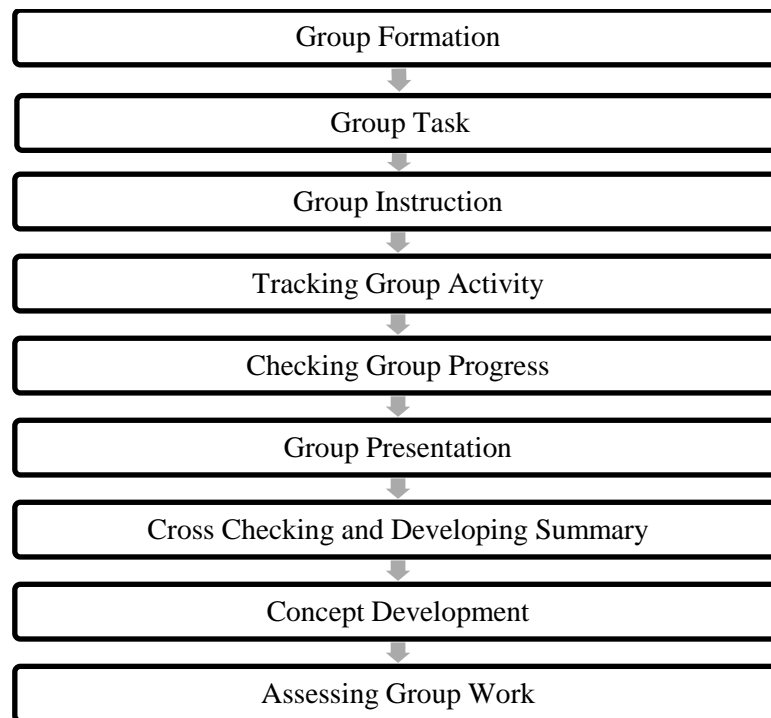 Group Formation
Group Task
Group Instruction
Tracking Group Activity
Checking Group Progress
Group Presentation
Cross Checking and Developing Summary
Concept Development
Assessing Group Work